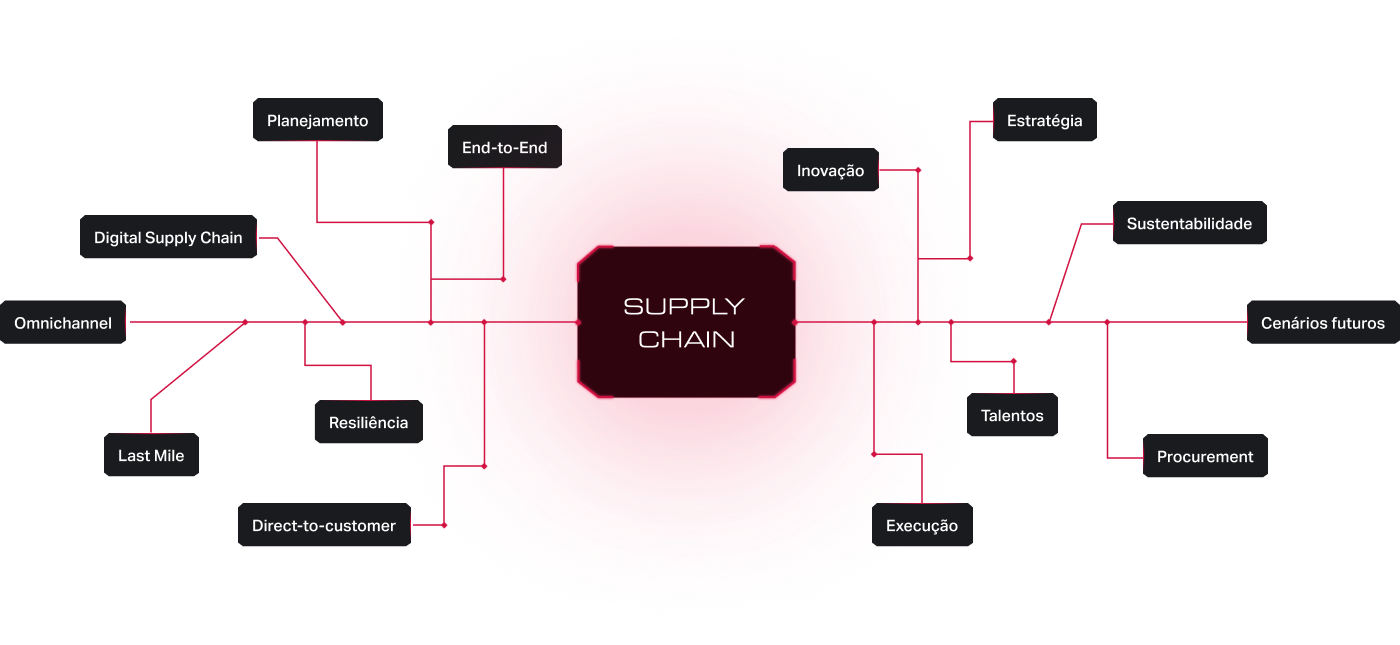 Planejamento
End-to-End
Digital Supply Chain
Omnichannel
Last Mile
Resiliência
Direct-to-customer
SUPPLY
CHAIN
Inovação
Estratégia
Sustentabilidade
Cenários futuros
Talentos
Procurement
Execução